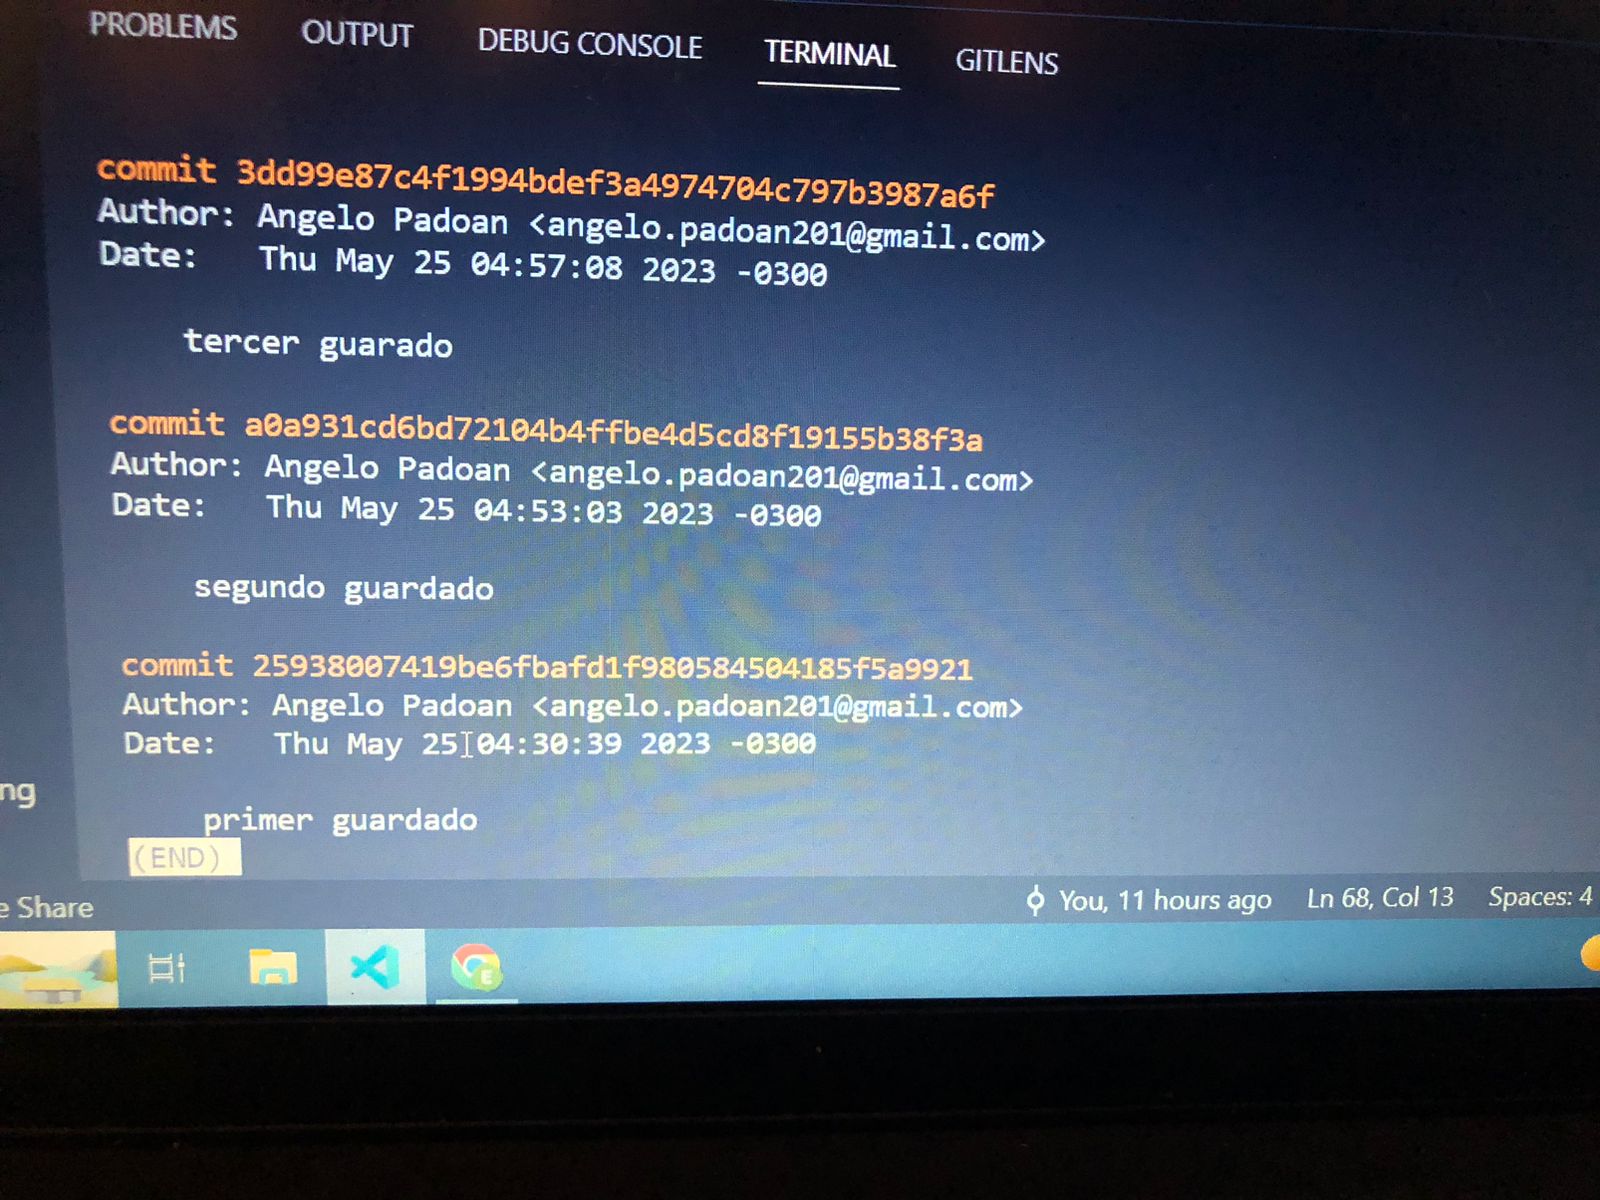 PROBLEMS OUTPUT DEBUG CONSOLE TERMINAL GITLENS
commit 3dd99e87c4f1994bdef3a4974704c797b3987a6f
Author: Angelo Padoan <angelo.padoan201@gmail.com>
Date: Thu May 25 04:57:08 2023 -0300
tercer guarado
commit a0a931cd6bd72104b4ffbe4d5cd8f19155b38f3a
Author: Angelo Padoan <angelo.padoan201@gmail.com>
Date: Thu May 25 04:53:03 2023 -0300
segundo guardado
commit 25938007419be6fbafd1f980584504185f5a9921
Author: Angelo Padoan <angelo.padoan201@gmail.com>
Date: Thu May 25 04:30:39 2023 -0300
ng
primer guardado
(END)
e Share
You, 11 hours ago Ln 68, Col 13 Spaces: 4
E